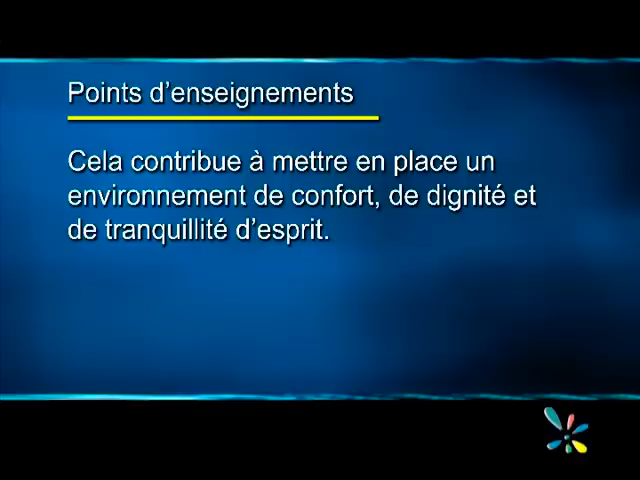 Points d’enseignements
Cela contribue à mettre en place un
environnement de confort, de dignité et
de tranquillité d’esprit.